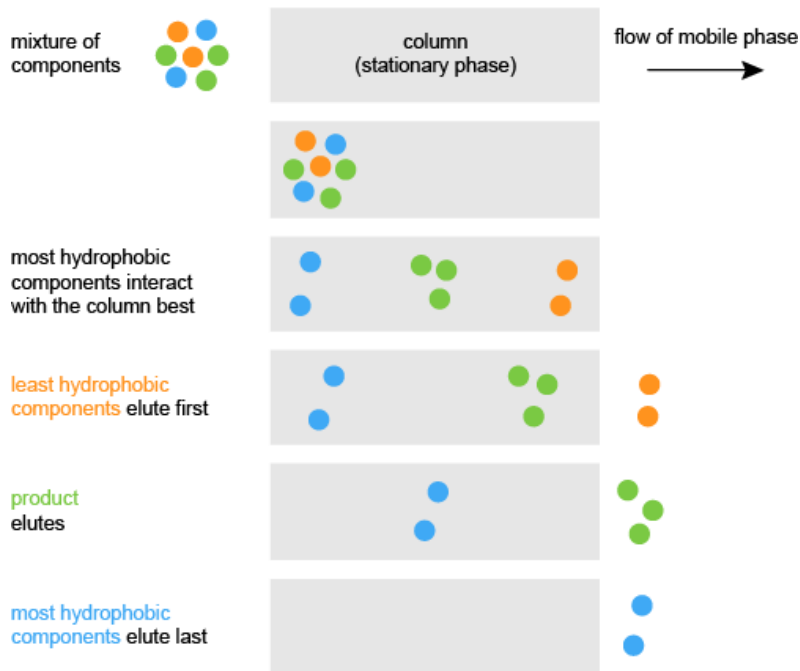 mixture of
components
column
(stationary phase)
flow of mobile phase
most hydrophobic
components interact
with the column best
least hydrophobic
components elute first
product
elutes
most hydrophobic
components elute last